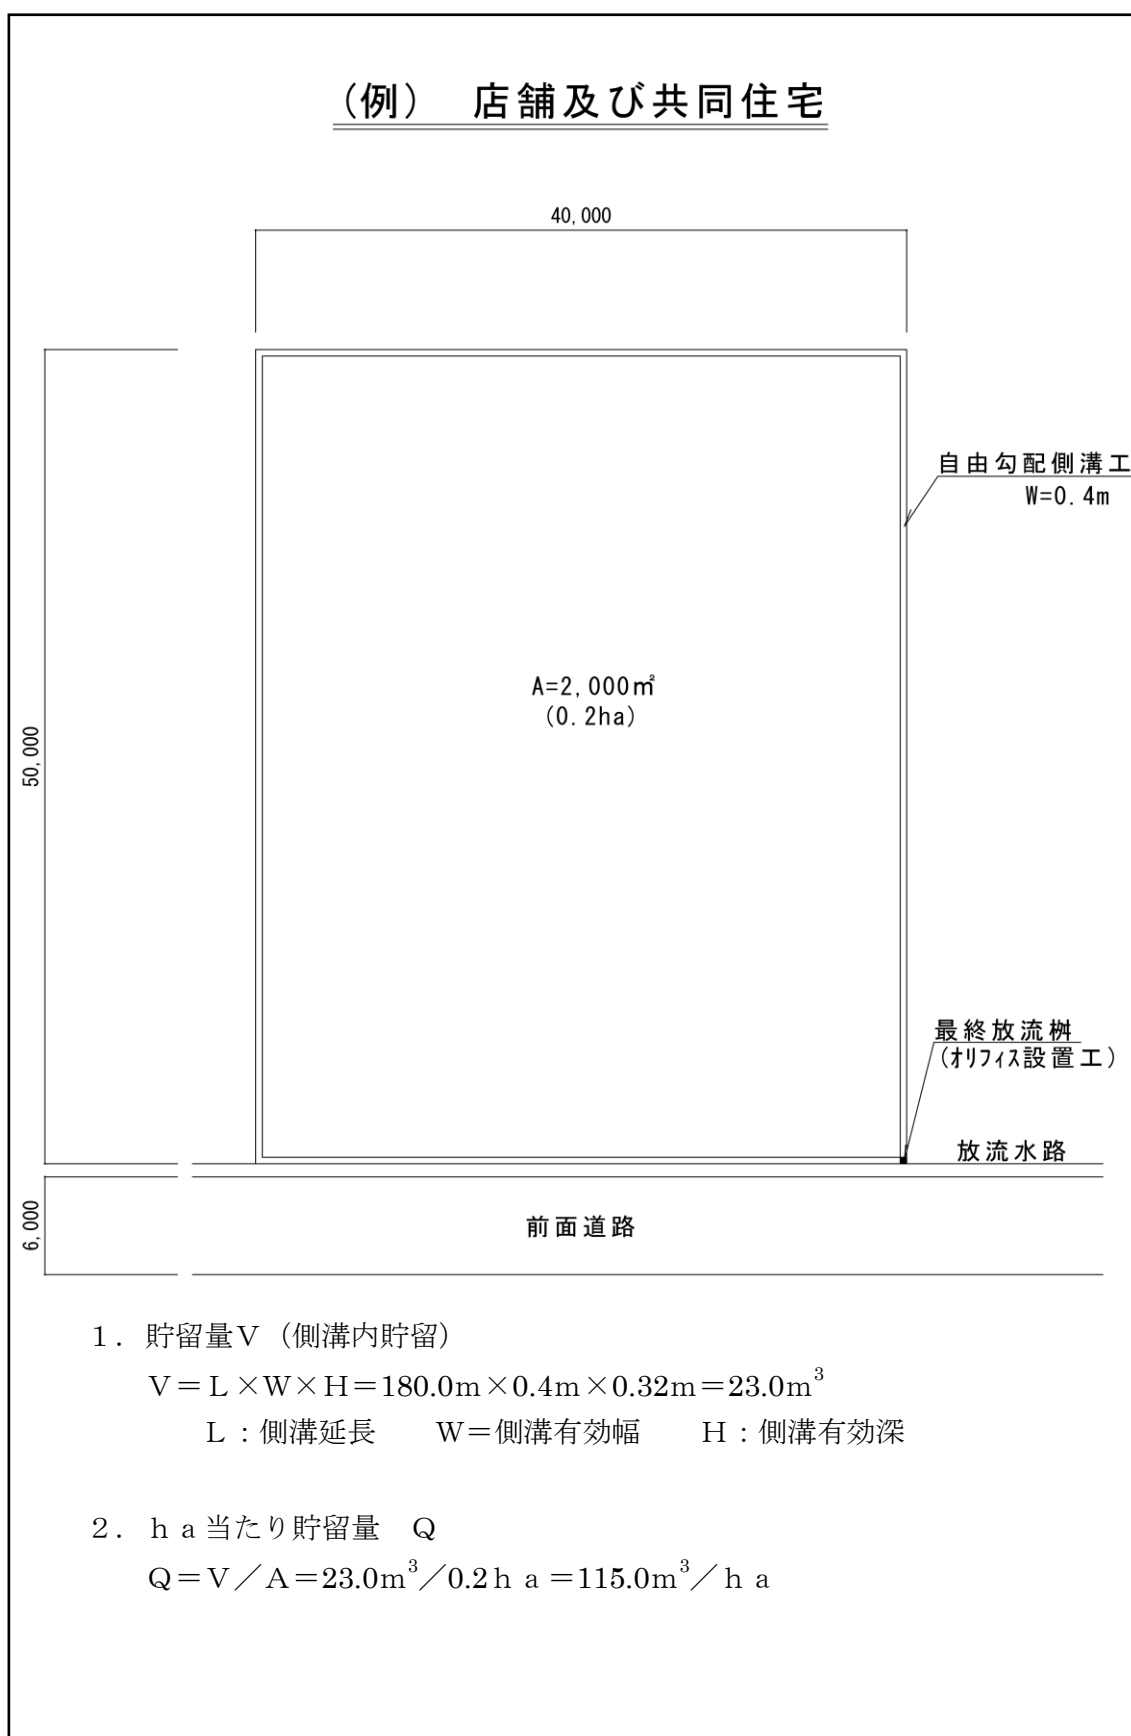 (例) 店舗及び共同住宅
40,000
自由勾配側溝工
W=0.4m
A=2,000㎡
(0.2ha)
50,000
最終放流桝
(ｵﾘﾌｨｽ設置工)
放流水路
6,000
前面道路
１．貯留量Ｖ（側溝内貯留）
Ｖ＝Ｌ×Ｗ×Ｈ＝180.0ｍ×0.4ｍ×0.32ｍ＝23.0ｍ³
Ｌ：側溝延長　Ｗ＝側溝有効幅　Ｈ：側溝有効深
２．ｈａ当たり貯留量　Ｑ
Ｑ＝Ｖ／Ａ＝23.0ｍ³／0.2ｈａ＝115.0ｍ³／ｈａ